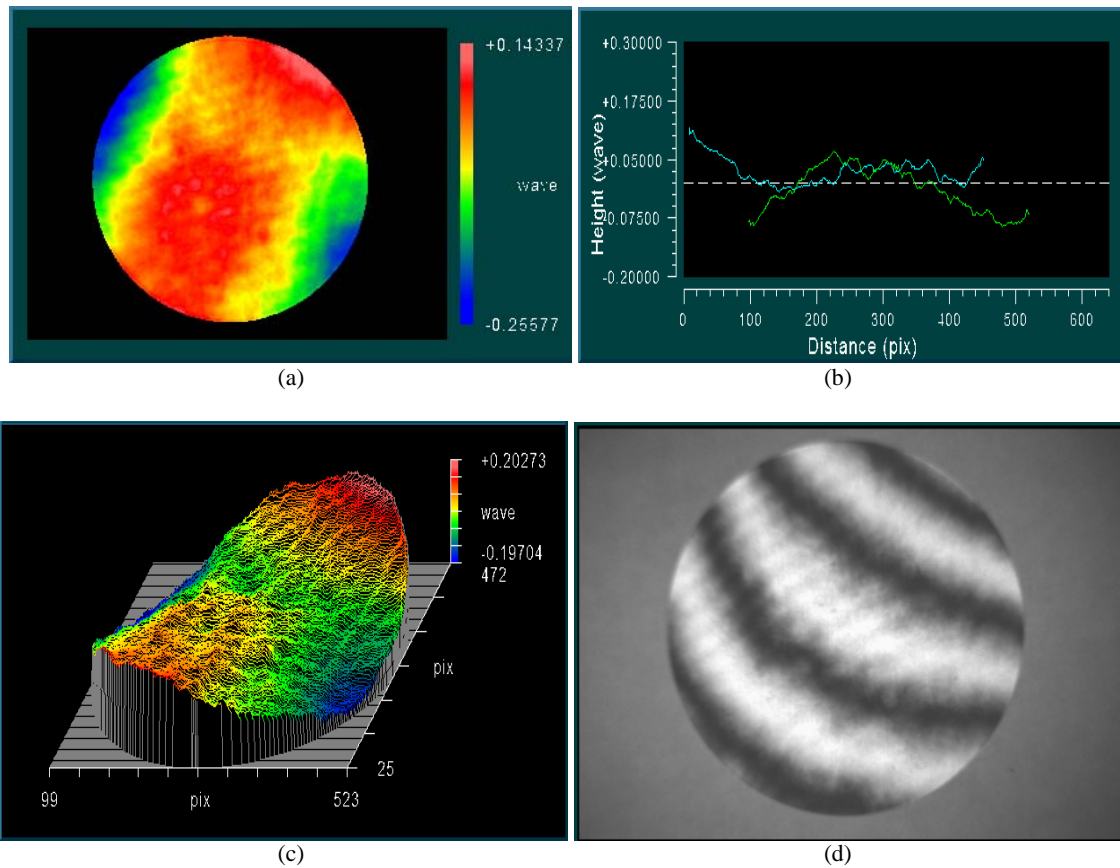 +0.14337
wave
-0.25577
(a)
+0.30000
+0.17500
+0.05000
-0.07500
-0.20000
Height (wave)
0 100 200 300 400 500 600
Distance (pix)
(b)
+0.20273
wave
-0.19704
472
pix
25
99 pix 523
(c)
(d)